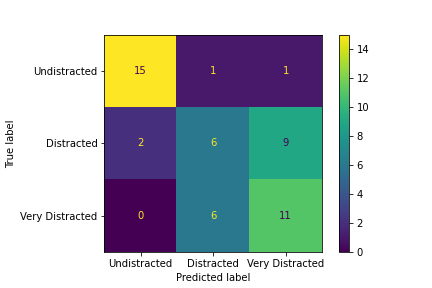 Undistracted 15 1 1
Distracted 2 6 9
Very Distracted 0 6 11
Undistracted Distracted Very Distracted
Predicted label
True label
14
12
10
8
6
4
2
0